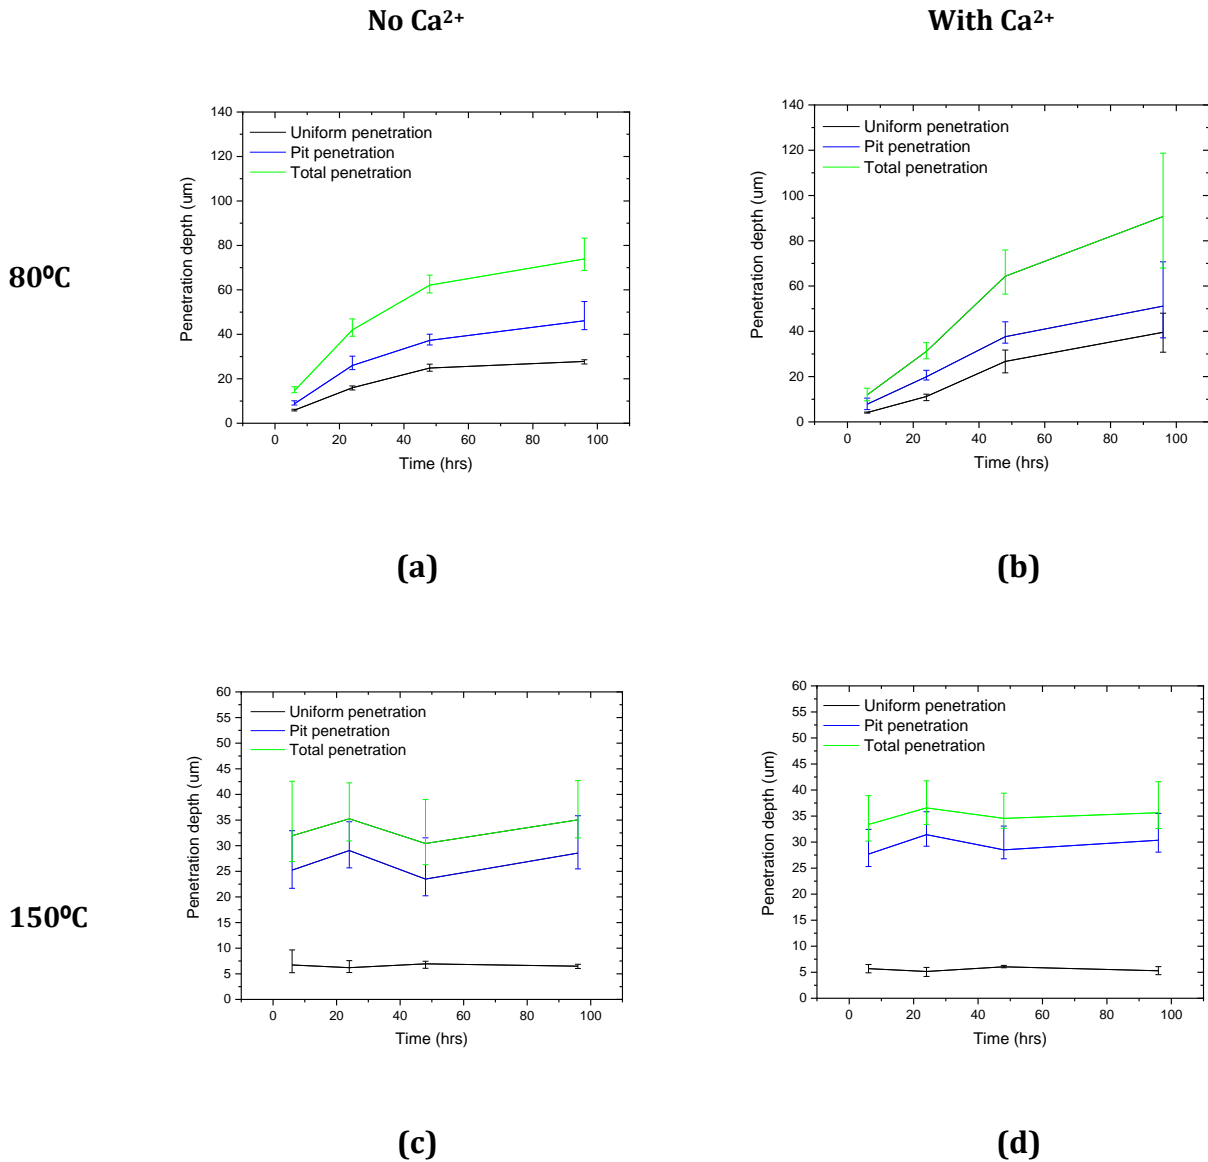 No Ca²⁺
With Ca²⁺
80⁰C
140
120
100
80
60
40
20
0
Penetration depth (um)
Uniform penetration
Pit penetration
Total penetration
0 20 40 60 80 100
Time (hrs)
(a)
140
120
100
80
60
40
20
0
Penetration depth (um)
Uniform penetration
Pit penetration
Total penetration
0 20 40 60 80 100
Time (hrs)
(b)
150⁰C
60
55
50
45
40
35
30
25
20
15
10
5
0
Penetration depth (um)
Uniform penetration
Pit penetration
Total penetration
0 20 40 60 80 100
Time (hrs)
(c)
60
55
50
45
40
35
30
25
20
15
10
5
0
Penetration depth (um)
Uniform penetration
Pit penetration
Total penetration
0 20 40 60 80 100
Time (hrs)
(d)